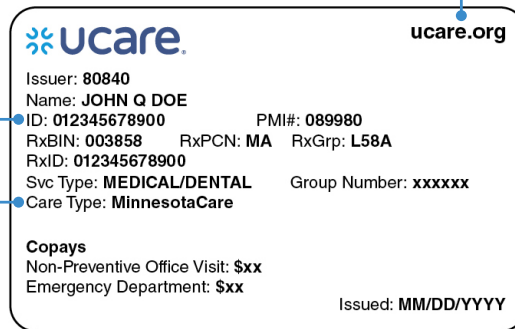 ucare.
ucare.org
Issuer: 80840
Name: JOHN Q DOE
ID: 012345678900 PMI#: 089980
RxBIN: 003858 RxPCN: MA RxGrp: L58A
RxID: 012345678900
Svc Type: MEDICAL/DENTAL Group Number: xxxxxx
Care Type: MinnesotaCare
Copays
Non-Preventive Office Visit: $xx
Emergency Department: $xx
Issued: MM/DD/YYYY